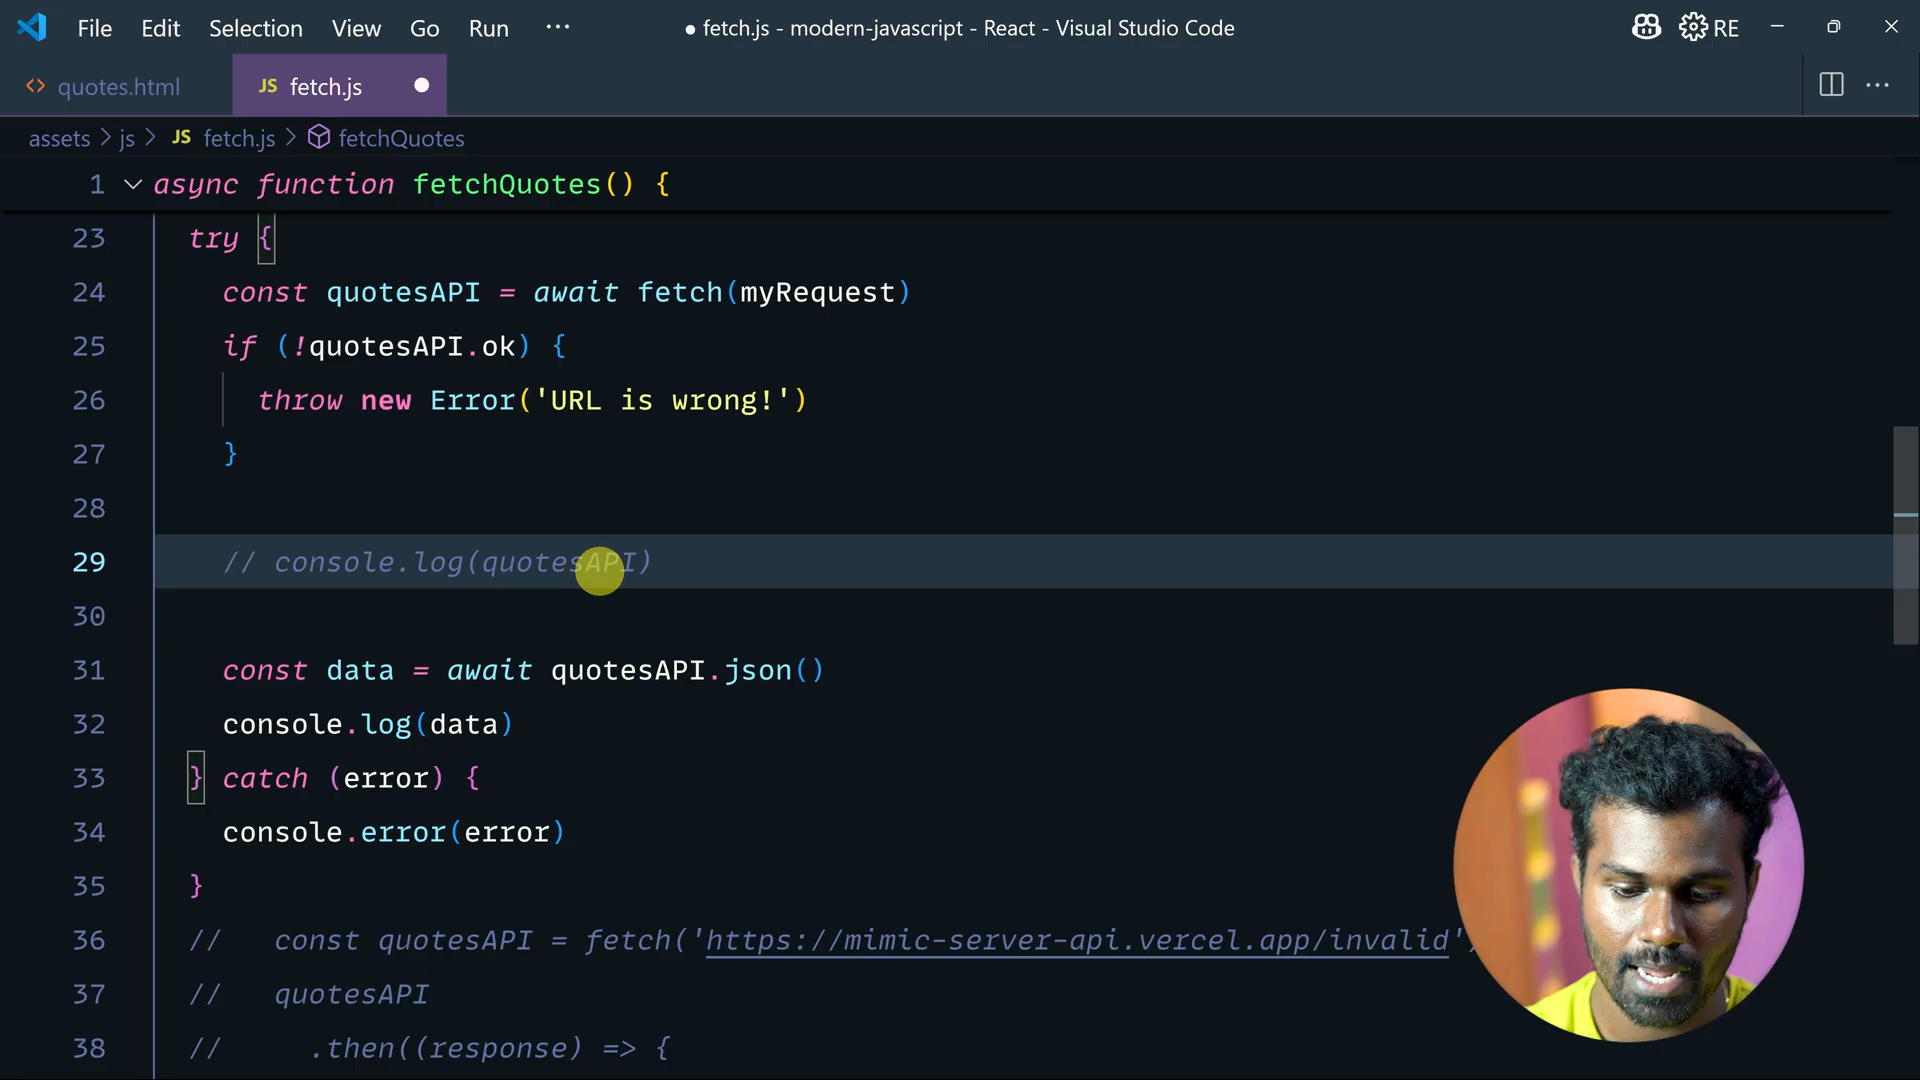 File Edit Selection View Go Run ··· ● fetch.js - modern-javascript - React - Visual Studio Code RE
quotes.html JS fetch.js
assets > js > JS fetch.js > fetchQuotes
1 async function fetchQuotes() {
23 try {
24 const quotesAPI = await fetch(myRequest)
25 if (!quotesAPI.ok) {
26 throw new Error('URL is wrong!')
27 }
28
29 // console.log(quotesAPI)
30
31 const data = await quotesAPI.json()
32 console.log(data)
33 } catch (error) {
34 console.error(error)
35 }
36 // const quotesAPI = fetch('https://mimic-server-api.vercel.app/invalid'
37 // quotesAPI
38 // .then((response) => {